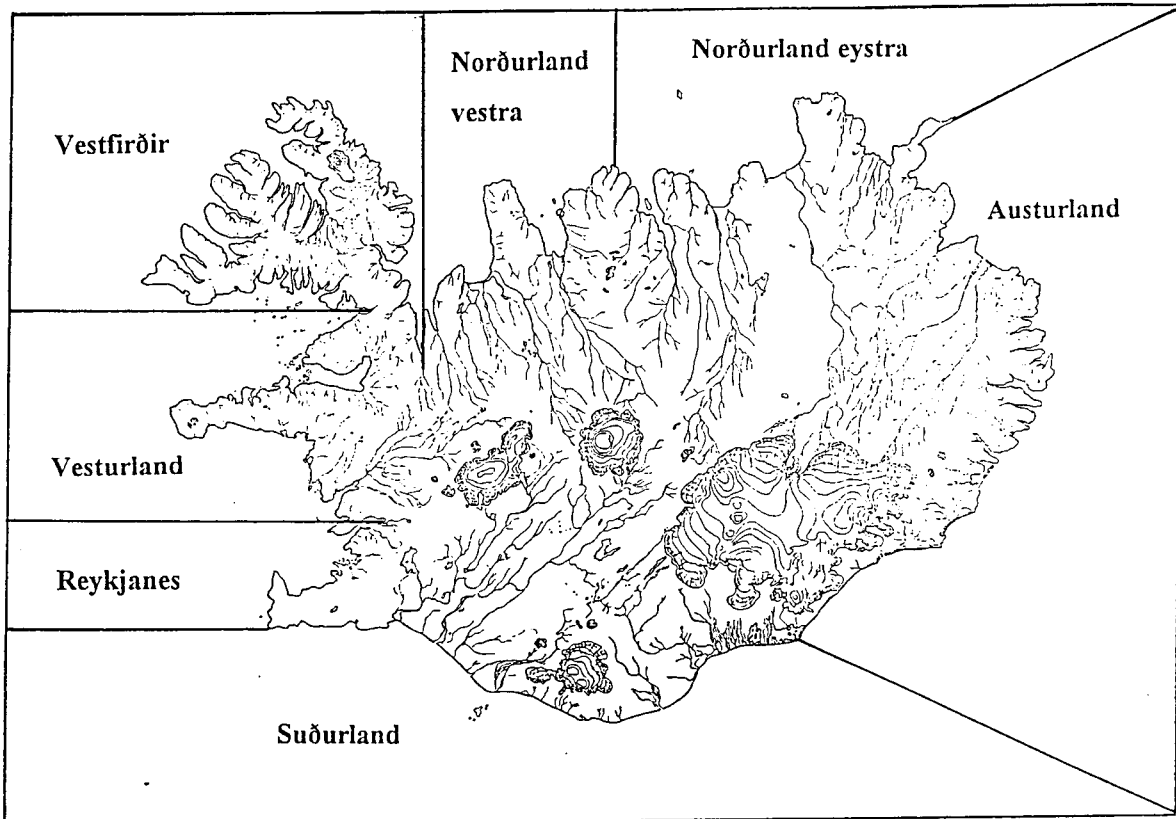 Norðurland
vestra
Norðurland eystra
Vestfirðir
Austurland
Vesturland
Reykjanes
Suðurland